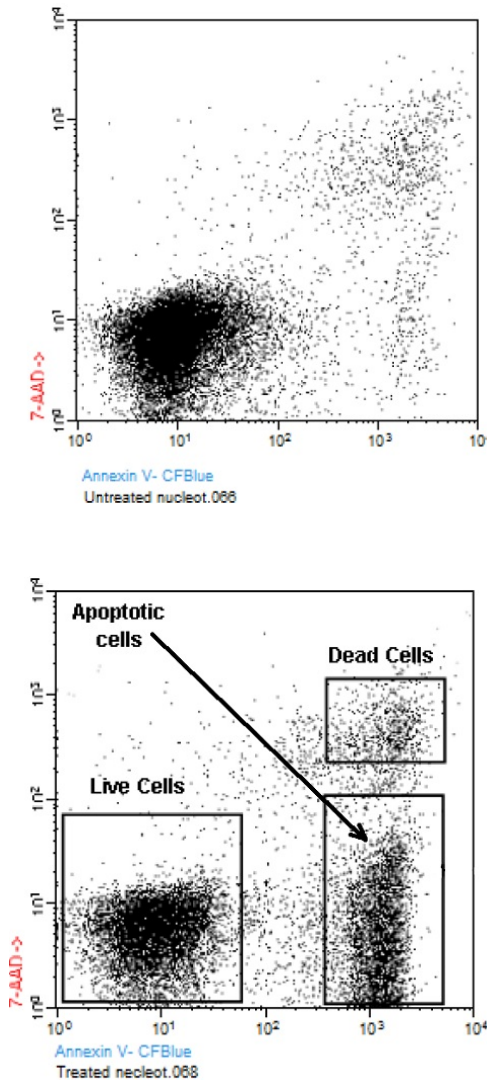 10⁴
10³
10²
10¹
10⁰
7-AAD ->
10⁰ 10¹ 10² 10³ 10
Annexin V- CFBlue
Untreated nucleot.066
10⁴
10³
10²
10¹
10⁰
7-AAD ->
Apoptotic
cells
Dead Cells
Live Cells
10⁰ 10¹ 10² 10³ 10⁴
Annexin V- CFBlue
Treated necleot.068